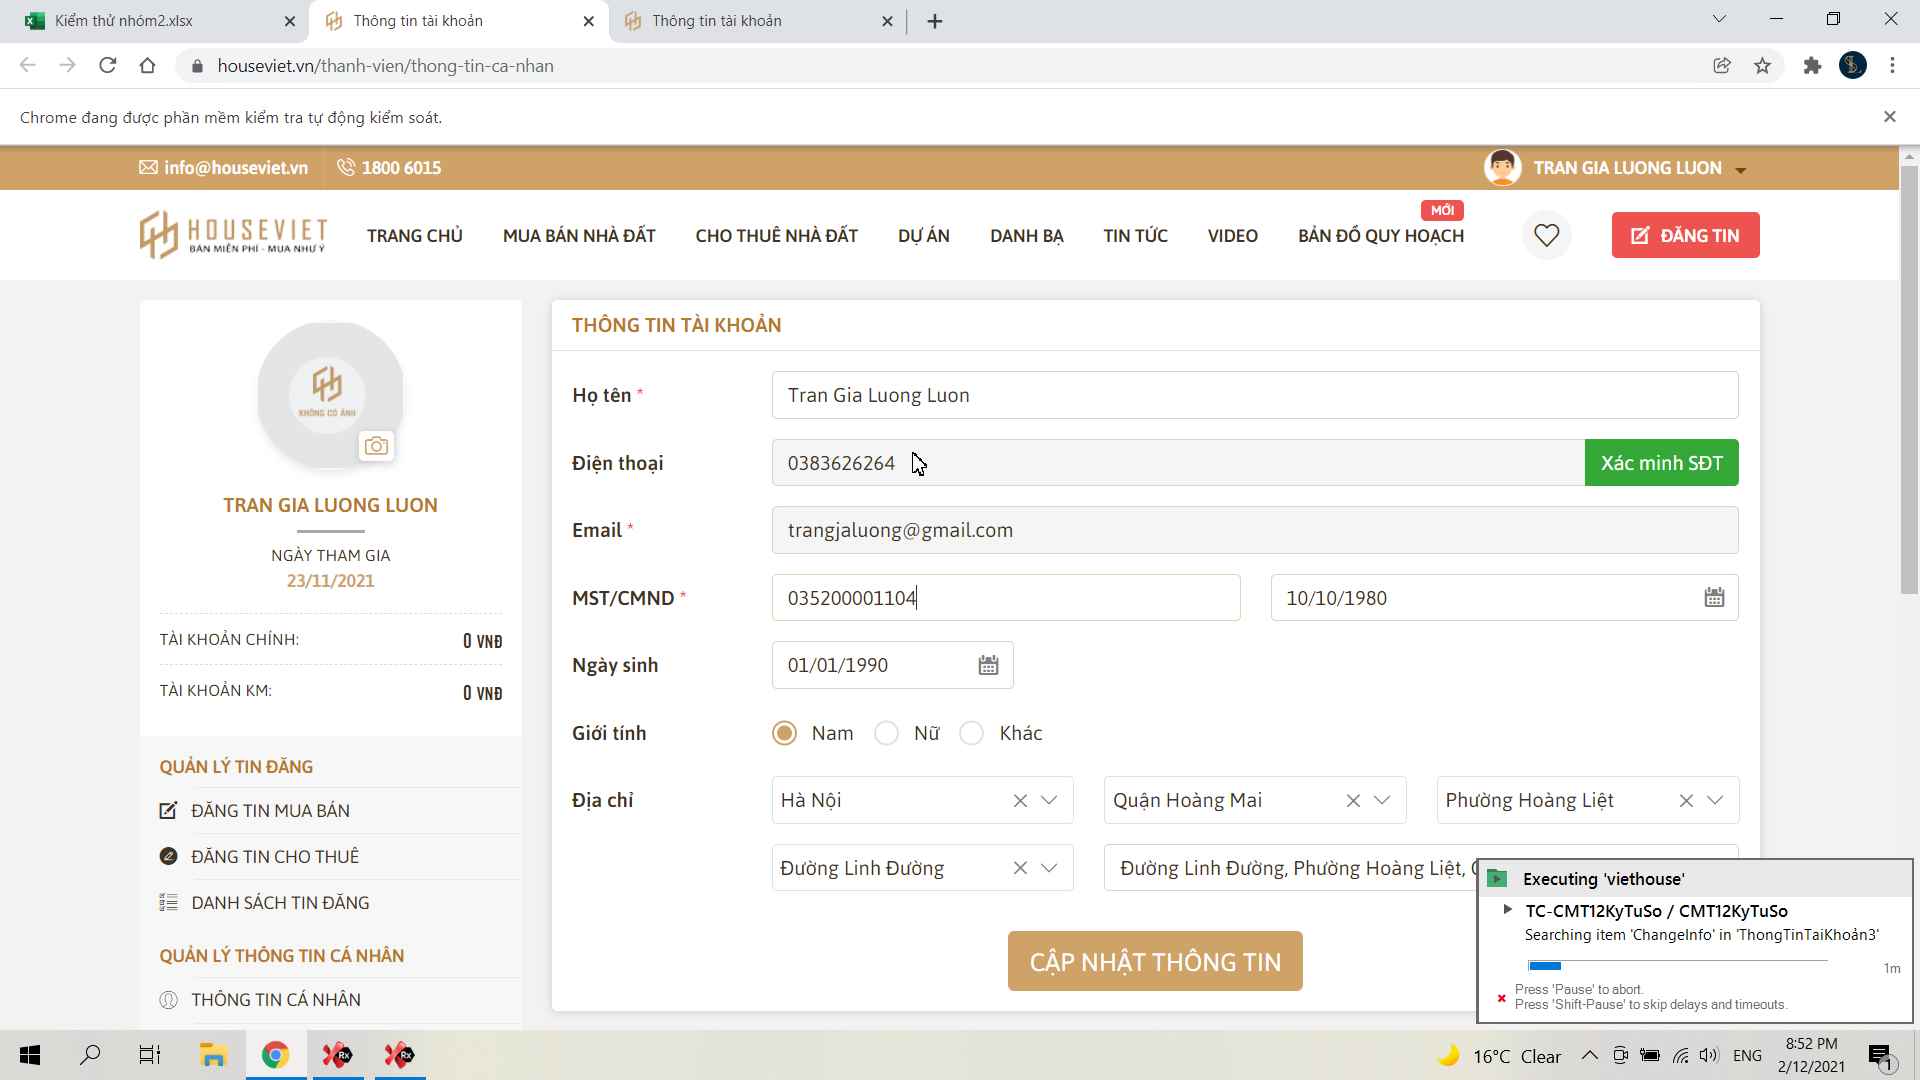 Kiểm thử nhóm2.xlsx
Thông tin tài khoản
Thông tin tài khoản
houseviet.vn/thanh-vien/thong-tin-ca-nhan
Chrome đang được phần mềm kiểm tra tự động kiểm soát.
info@houseviet.vn
1800 6015
TRAN GIA LUONG LUON
HOUSEVIET
BÁN MIỄN PHÍ - MUA NHƯ Ý
TRANG CHỦ
MUA BÁN NHÀ ĐẤT
CHO THUÊ NHÀ ĐẤT
DỰ ÁN
DANH BẠ
TIN TỨC
VIDEO
MỚI
BẢN ĐỒ QUY HOẠCH
ĐĂNG TIN
KHÔNG CÓ ẢNH
TRAN GIA LUONG LUON
NGÀY THAM GIA
23/11/2021
TÀI KHOẢN CHÍNH: 0 VNĐ
TÀI KHOẢN KM: 0 VNĐ
QUẢN LÝ TIN ĐĂNG
ĐĂNG TIN MUA BÁN
ĐĂNG TIN CHO THUÊ
DANH SÁCH TIN ĐĂNG
QUẢN LÝ THÔNG TIN CÁ NHÂN
THÔNG TIN CÁ NHÂN
THÔNG TIN TÀI KHOẢN
Họ tên * Tran Gia Luong Luon
Điện thoại 0383626264 Xác minh SĐT
Email * trangjaluong@gmail.com
MST/CMND * 035200001104 10/10/1980
Ngày sinh 01/01/1990
Giới tính Nam Nữ Khác
Địa chỉ Hà Nội Quận Hoàng Mai Phường Hoàng Liệt
Đường Linh Đường Đường Linh Đường, Phường Hoàng Liệt,
CẬP NHẬT THÔNG TIN
Executing 'viethouse'
TC-CMT12KyTuSo / CMT12KyTuSo
Searching item 'ChangeInfo' in 'ThongTinTaiKhoản3'
1m
Press 'Pause' to abort.
Press 'Shift-Pause' to skip delays and timeouts.
Rx
Rx
16°C Clear
ENG
8:52 PM
2/12/2021
1